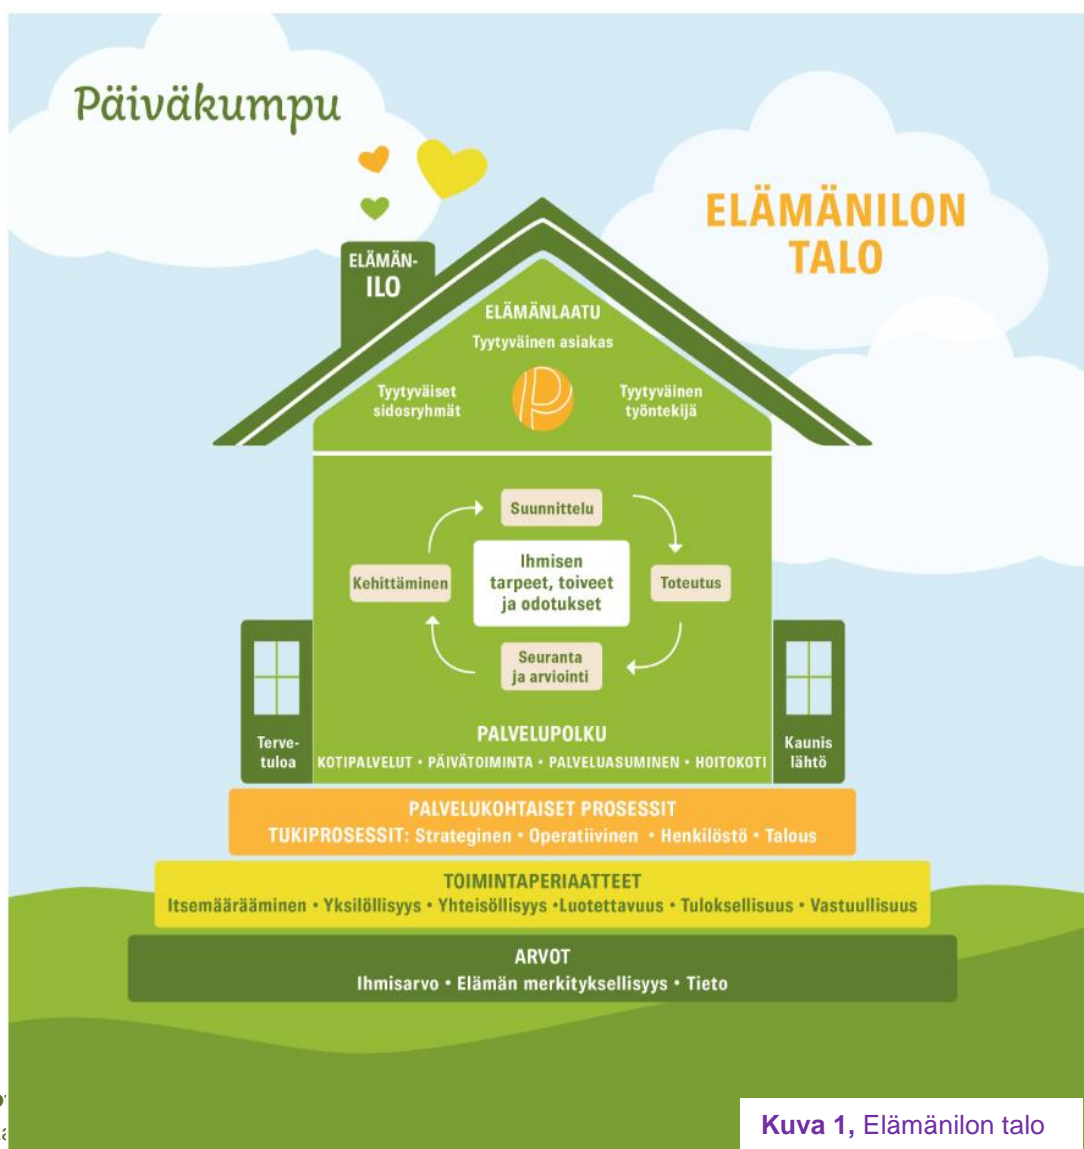 Päiväkumpu
ELÄMÄNILON
TALO
ELÄMÄN-
ILO
ELÄMÄNLAATU
Tyytyväinen asiakas
Tyytyväiset
sidosryhmät
Tyytyväinen
työntekijä
Suunnittelu
Kehittäminen
Ihmisen
tarpeet, toiveet
ja odotukset
Toteutus
Seuranta
ja arviointi
Terve-
tuloa
PALVELUPOLKU
KOTIPALVELUT • PÄIVÄTOIMINTA • PALVELUASUMINEN • HOITOKOTI
Kaunis
lähtö
PALVELUKOHTAISET PROSESSIT
TUKIPROSESSIT: Strateginen • Operatiivinen • Henkilöstö • Talous
TOIMINTAPERIAATTEET
Itsemäärääminen • Yksilöllisyys • Yhteisöllisyys •Luotettavuus • Tuloksellisuus • Vastuullisuus
ARVOT
Ihmisarvo • Elämän merkityksellisyys • Tieto
Kuva 1, Elämänilon talo